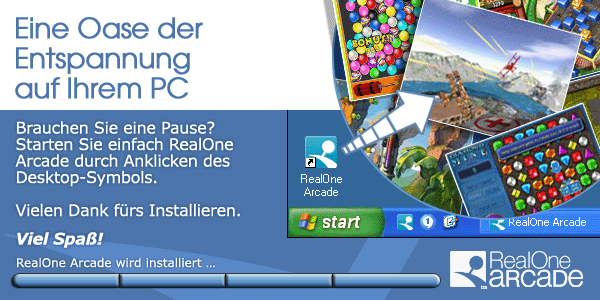 Eine Oase der
Entspannung
auf Ihrem PC
Brauchen Sie eine Pause?
Starten Sie einfach RealOne
Arcade durch Anklicken des
Desktop-Symbols.
Vielen Dank fürs Installieren.
Viel Spaß!
RealOne Arcade wird installiert ...
BONUS
RealOne
Arcade
start
RealOne Arcade
RealOne
ARCADE